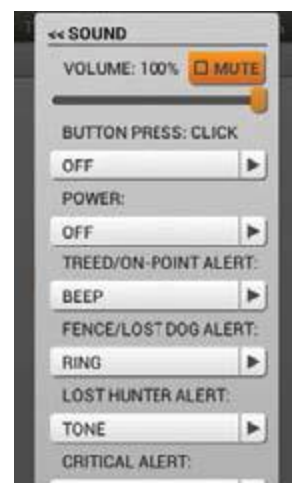 << SOUND
VOLUME: 100% MUTE
BUTTON PRESS: CLICK
OFF
POWER:
OFF
TREED/ON-POINT ALERT:
BEEP
FENCE/LOST DOG ALERT:
RING
LOST HUNTER ALERT:
TONE
CRITICAL ALERT: